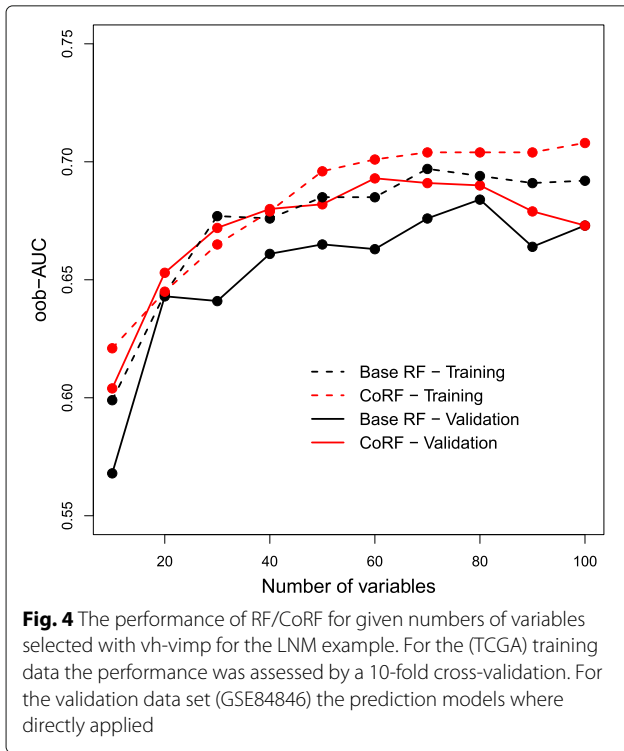 0.75
0.70
0.65
0.60
0.55
oob−AUC
Base RF − Training
CoRF − Training
Base RF − Validation
CoRF − Validation
20 40 60 80 100
Number of variables
Fig. 4 The performance of RF/CoRF for given numbers of variables
selected with vh-vimp for the LNM example. For the (TCGA) training
data the performance was assessed by a 10-fold cross-validation. For
the validation data set (GSE84846) the prediction models where
directly applied